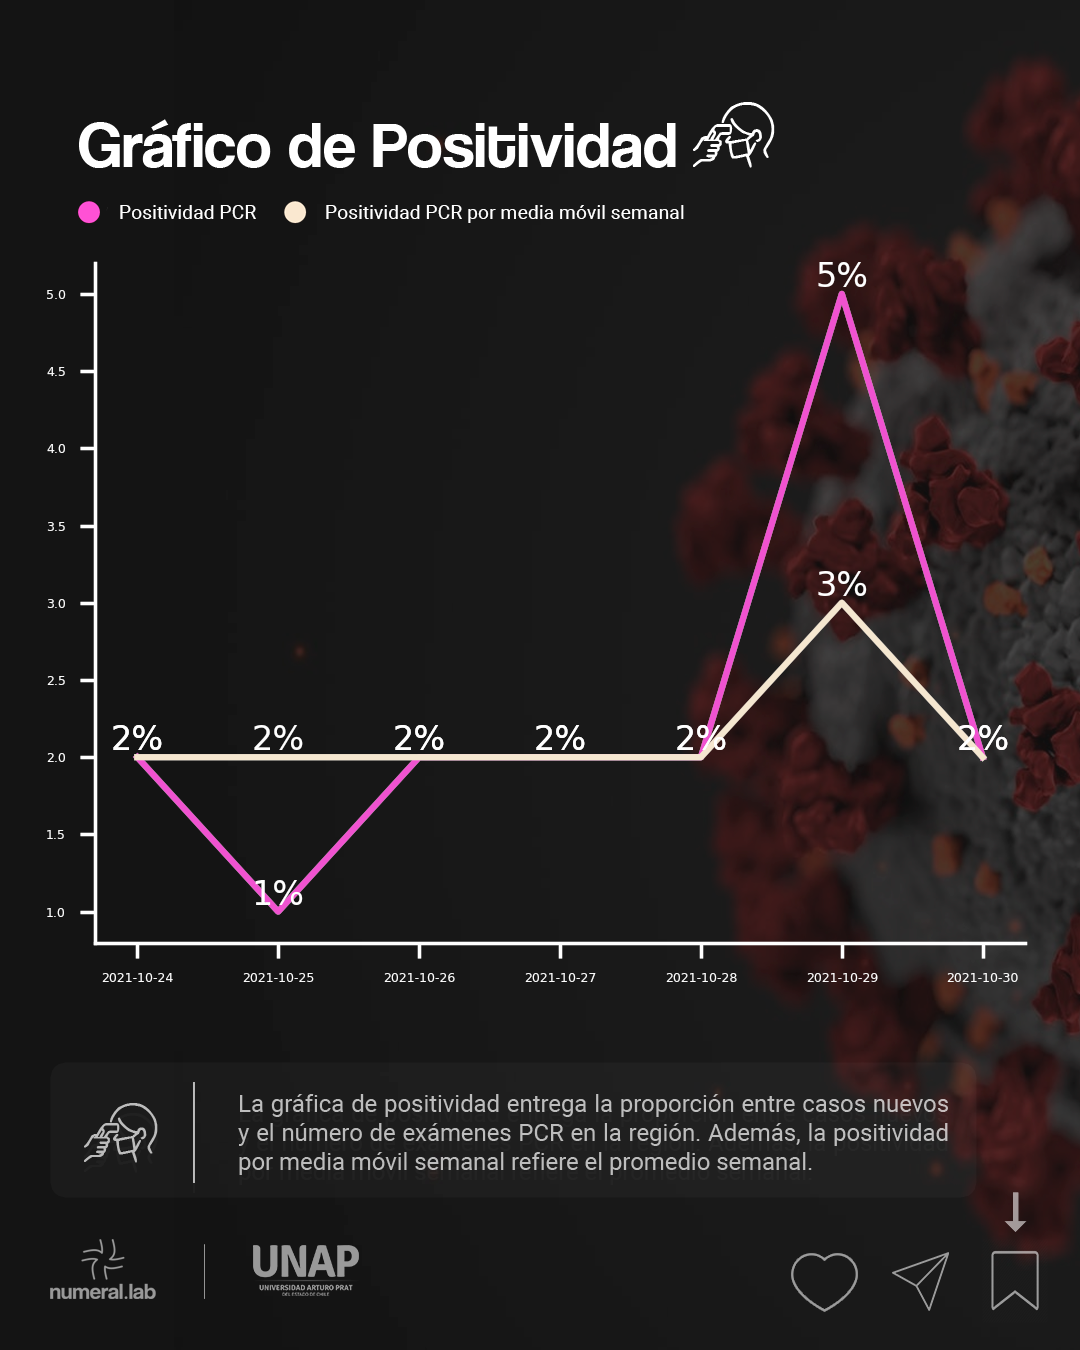 Gráfico de Positividad
Positividad PCR
Positividad PCR por media móvil semanal
5.0
4.5
4.0
3.5
3.0
2.5
2.0
1.5
1.0
5%
3%
2%
2%
2%
2%
2%
2%
1%
2021-10-24
2021-10-25
2021-10-26
2021-10-27
2021-10-28
2021-10-29
2021-10-30
La gráfica de positividad entrega la proporción entre casos nuevos
y el número de exámenes PCR en la región. Además, la positividad
por media móvil semanal refiere el promedio semanal.
numeral.lab
UNAP
UNIVERSIDAD ARTURO PRAT
DEL ESTADO DE CHILE